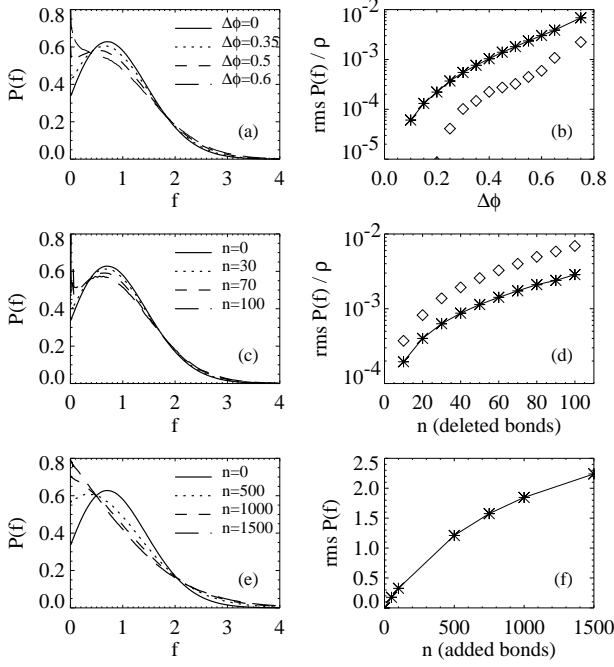 0.8
0.6
0.4
0.2
0.0
P(f)
Δϕ=0
Δϕ=0.35
Δϕ=0.5
Δϕ=0.6
(a)
0 1 2 3 4
f
10⁻²
10⁻³
10⁻⁴
10⁻⁵
rms P(f) / ρ
(b)
0.0 0.2 0.4 0.6 0.8
Δϕ
0.8
0.6
0.4
0.2
0.0
P(f)
n=0
n=30
n=70
n=100
(c)
0 1 2 3 4
f
10⁻²
10⁻³
10⁻⁴
rms P(f) / ρ
(d)
0 20 40 60 80 100
n (deleted bonds)
0.8
0.6
0.4
0.2
0.0
P(f)
n=0
n=500
n=1000
n=1500
(e)
0 1 2 3 4
f
2.5
2.0
1.5
1.0
0.5
0.0
rms P(f)
(f)
500 1000 1500
n (added bonds)